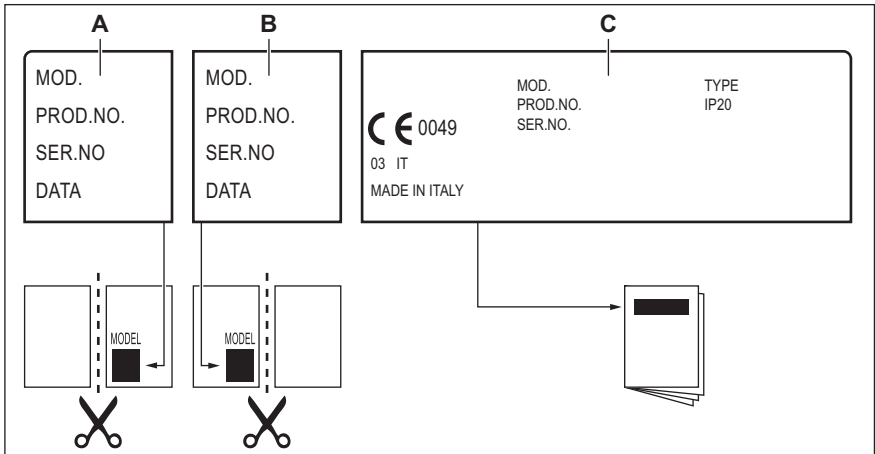 A
B
C
MOD.
PROD.NO.
SER.NO
DATA
MOD.
PROD.NO.
SER.NO
DATA
MOD.
PROD.NO.
SER.NO.
TYPE
IP20
CE 0049
03 IT
MADE IN ITALY
MODEL
MODEL